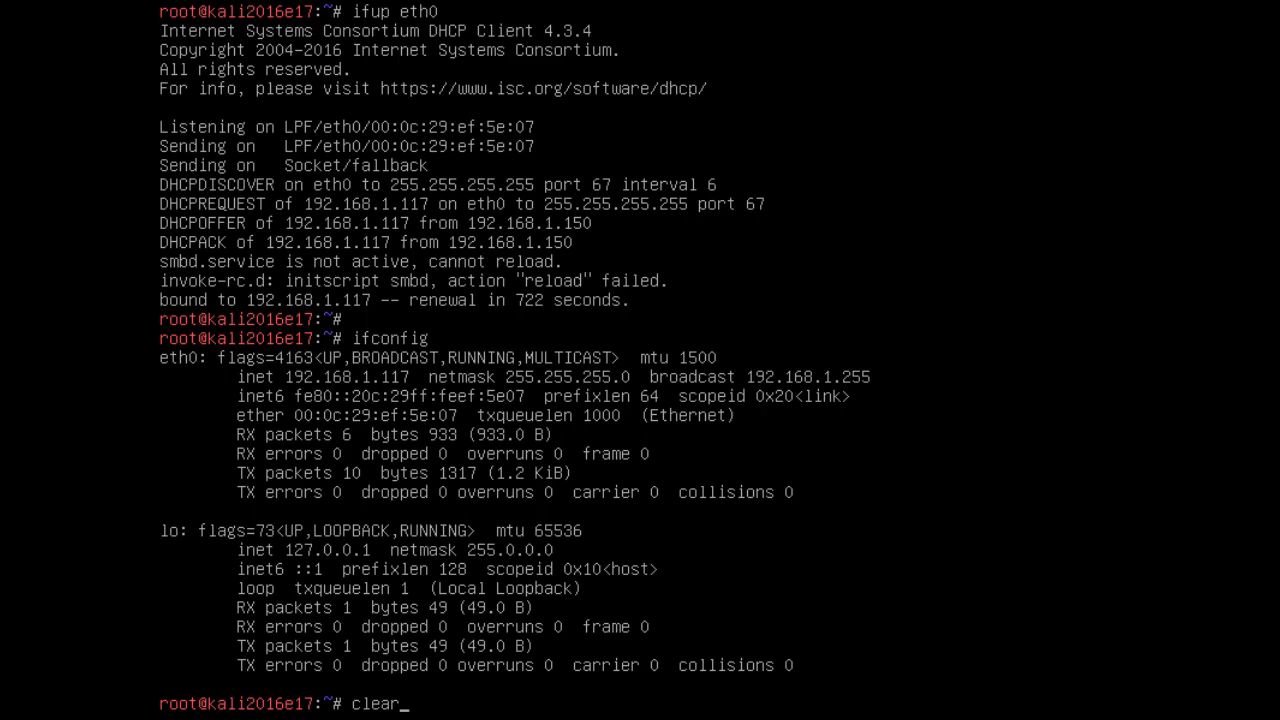 root@kali2016e17:~# ifup eth0
Internet Systems Consortium DHCP Client 4.3.4
Copyright 2004-2016 Internet Systems Consortium.
All rights reserved.
For info, please visit https://www.isc.org/software/dhcp/
Listening on LPF/eth0/00:0c:29:ef:5e:07
Sending on   LPF/eth0/00:0c:29:ef:5e:07
Sending on   Socket/fallback
DHCPDISCOVER on eth0 to 255.255.255.255 port 67 interval 6
DHCPREQUEST of 192.168.1.117 on eth0 to 255.255.255.255 port 67
DHCPOFFER of 192.168.1.117 from 192.168.1.150
DHCPACK of 192.168.1.117 from 192.168.1.150
smbd.service is not active, cannot reload.
invoke-rc.d: initscript smbd, action "reload" failed.
bound to 192.168.1.117 -- renewal in 722 seconds.
root@kali2016e17:~#
root@kali2016e17:~# ifconfig
eth0: flags=4163<UP,BROADCAST,RUNNING,MULTICAST>  mtu 1500
        inet 192.168.1.117  netmask 255.255.255.0  broadcast 192.168.1.255
        inet6 fe80::20c:29ff:feef:5e07  prefixlen 64  scopeid 0x20<link>
        ether 00:0c:29:ef:5e:07  txqueuelen 1000  (Ethernet)
        RX packets 6  bytes 933 (933.0 B)
        RX errors 0  dropped 0  overruns 0  frame 0
        TX packets 10  bytes 1317 (1.2 KiB)
        TX errors 0  dropped 0 overruns 0  carrier 0  collisions 0
lo: flags=73<UP,LOOPBACK,RUNNING>  mtu 65536
        inet 127.0.0.1  netmask 255.0.0.0
        inet6 ::1  prefixlen 128  scopeid 0x10<host>
        loop  txqueuelen 1  (Local Loopback)
        RX packets 1  bytes 49 (49.0 B)
        RX errors 0  dropped 0  overruns 0  frame 0
        TX packets 1  bytes 49 (49.0 B)
        TX errors 0  dropped 0 overruns 0  carrier 0  collisions 0
root@kali2016e17:~# clear_